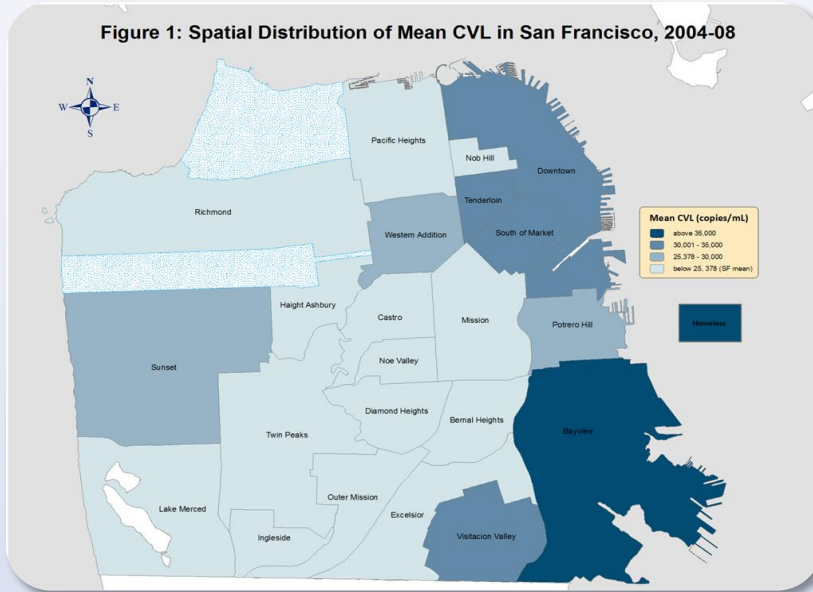 Figure 1: Spatial Distribution of Mean CVL in San Francisco, 2004-08
N
W E
S
Pacific Heights
Nob Hill
Downtown
Richmond
Tenderloin
Western Addition
South of Market
Mean CVL (copies/mL)
above 35,000
30,001 - 35,000
25,378 - 30,000
below 25, 378 (SF mean)
Haight Ashbury
Castro
Mission
Potrero Hill
Homeless
Sunset
Noe Valley
Diamond Heights
Bernal Heights
Twin Peaks
Bayview
Outer Mission
Lake Merced
Excelsior
Ingleside
Visitacion Valley